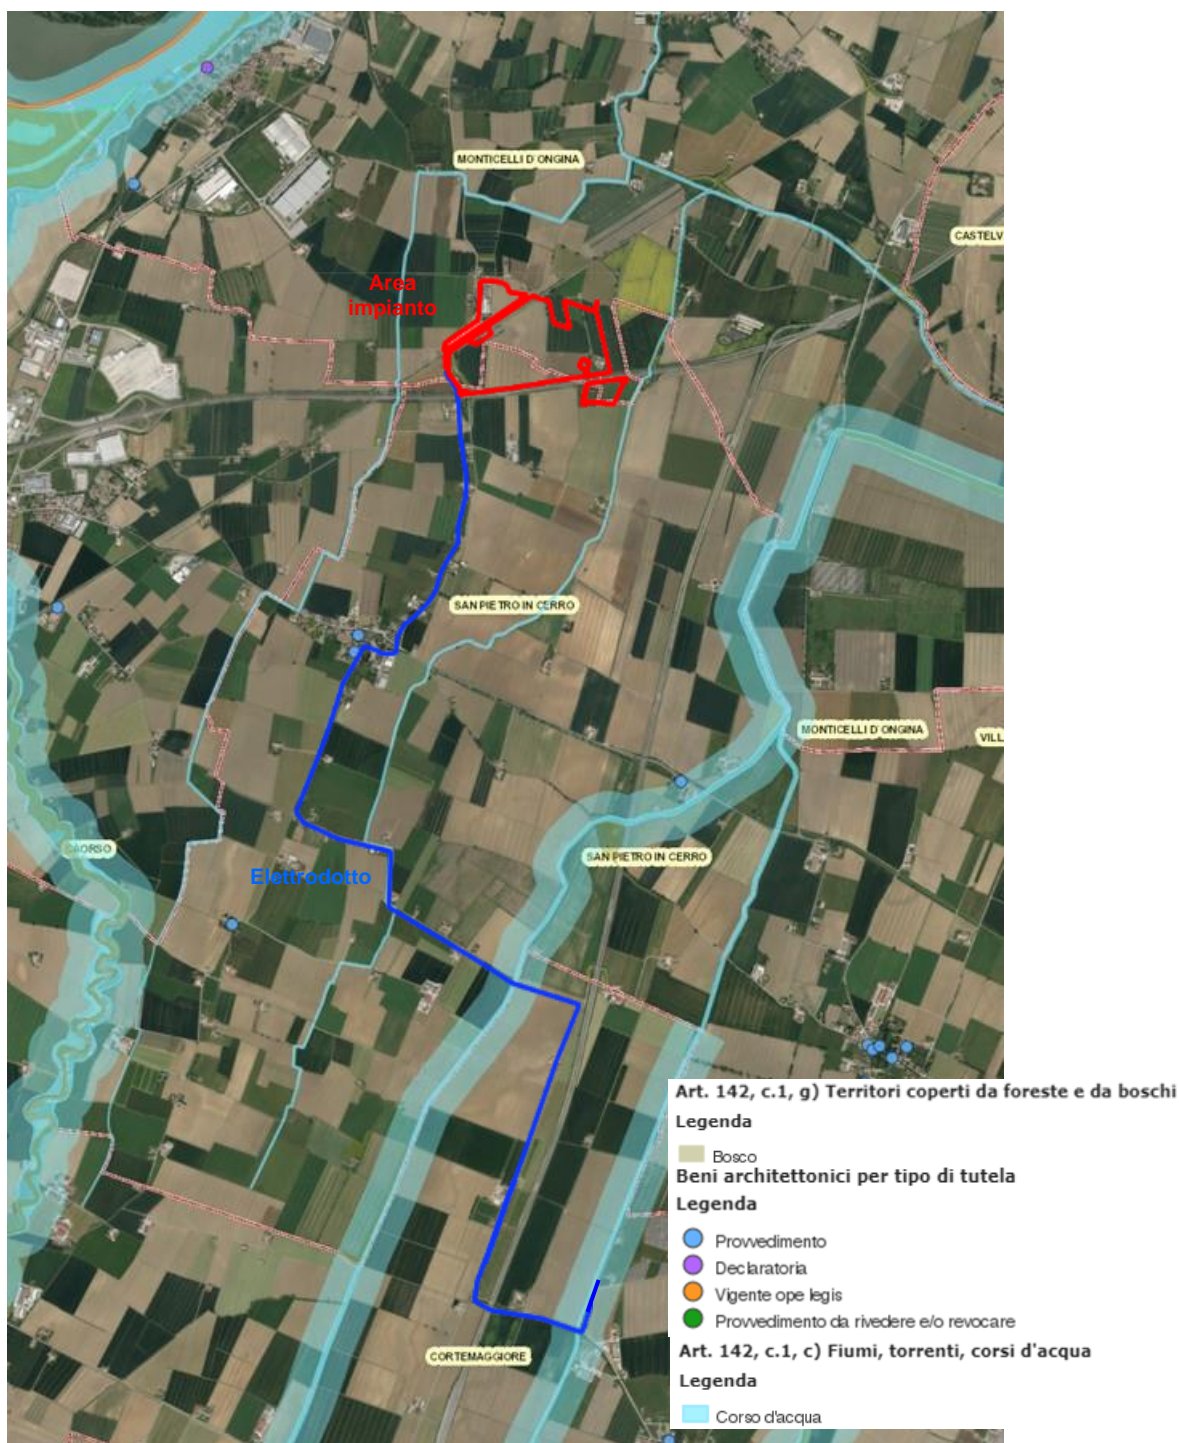 MONTICELLI D'ONGINA
CASTELV
Area
impianto
SAN PIETRO IN CERRO
MONTICELLI D'ONGINA
VILL
CAORSO
SAN PIETRO IN CERRO
Elettrodotto
CORTEMAGGIORE
Art. 142, c.1, g) Territori coperti da foreste e da boschi
Legenda
Bosco
Beni architettonici per tipo di tutela
Legenda
Provvedimento
Declaratoria
Vigente ope legis
Provvedimento da rivedere e/o revocare
Art. 142, c.1, c) Fiumi, torrenti, corsi d'acqua
Legenda
Corso d'acqua